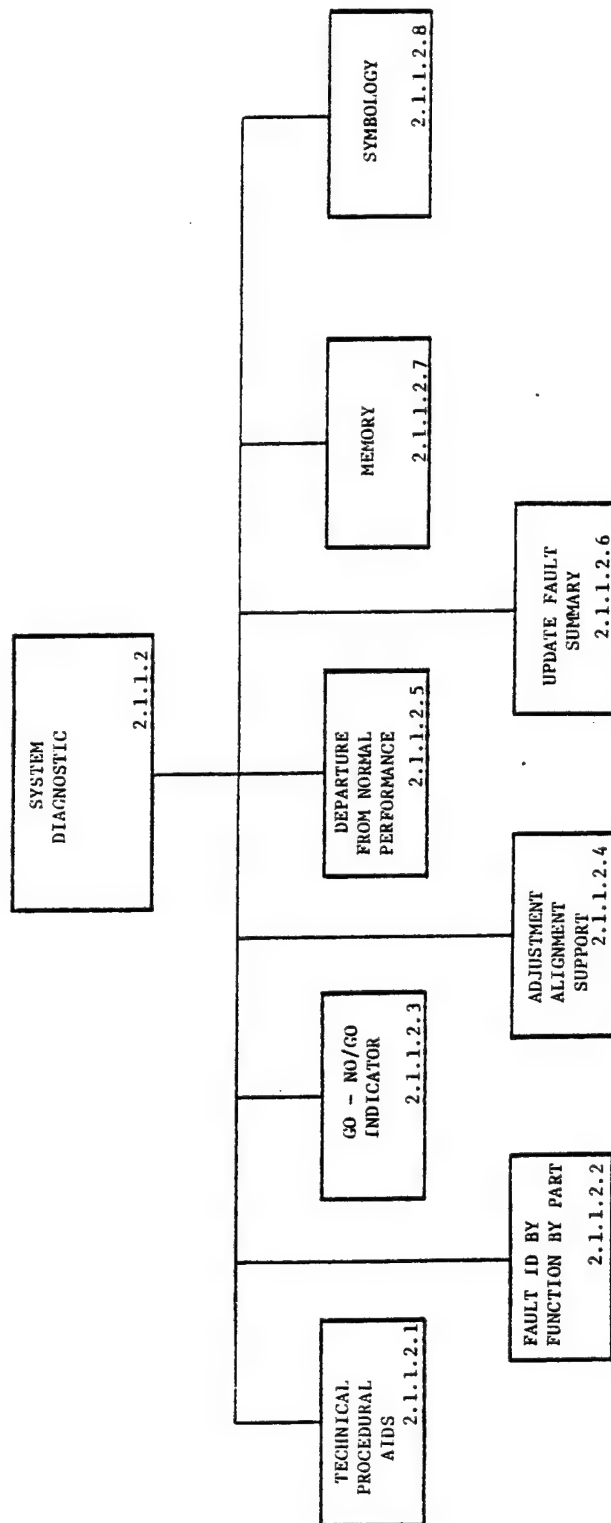 SYSTEM
DIAGNOSTIC
2.1.1.2
TECHNICAL
PROCEDURAL
AIDS
2.1.1.2.1
FAULT ID BY
FUNCTION BY PART
2.1.1.2.2
GO - NO/GO
INDICATOR
2.1.1.2.3
ADJUSTMENT
ALIGNMENT
SUPPORT
2.1.1.2.4
DEPARTURE
FROM NORMAL
PERFORMANCE
2.1.1.2.5
UPDATE FAULT
SUMMARY
2.1.1.2.6
MEMORY
2.1.1.2.7
SYMBOLOGY
2.1.1.2.8